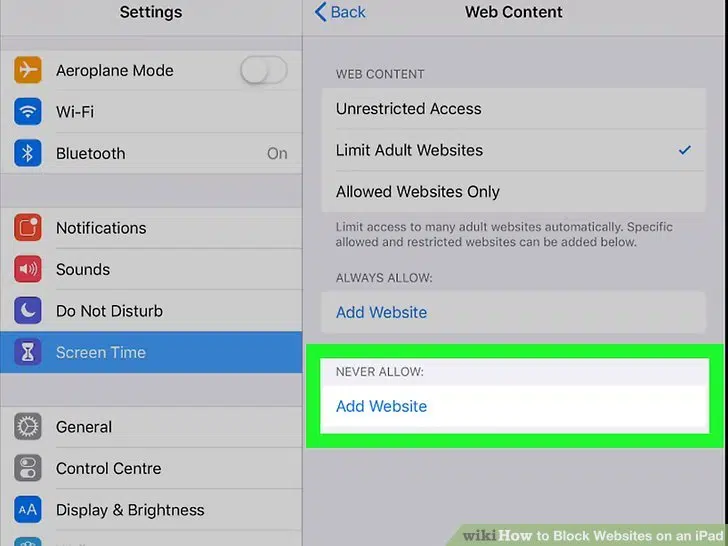 Settings
Aeroplane Mode
Wi-Fi
Bluetooth On
Notifications
Sounds
Do Not Disturb
Screen Time
General
Control Centre
AA Display & Brightness
Back Web Content
WEB CONTENT
Unrestricted Access
Limit Adult Websites
Allowed Websites Only
Limit access to many adult websites automatically. Specific
allowed and restricted websites can be added below.
ALWAYS ALLOW:
Add Website
NEVER ALLOW:
Add Website
wikiHow to Block Websites on an iPad